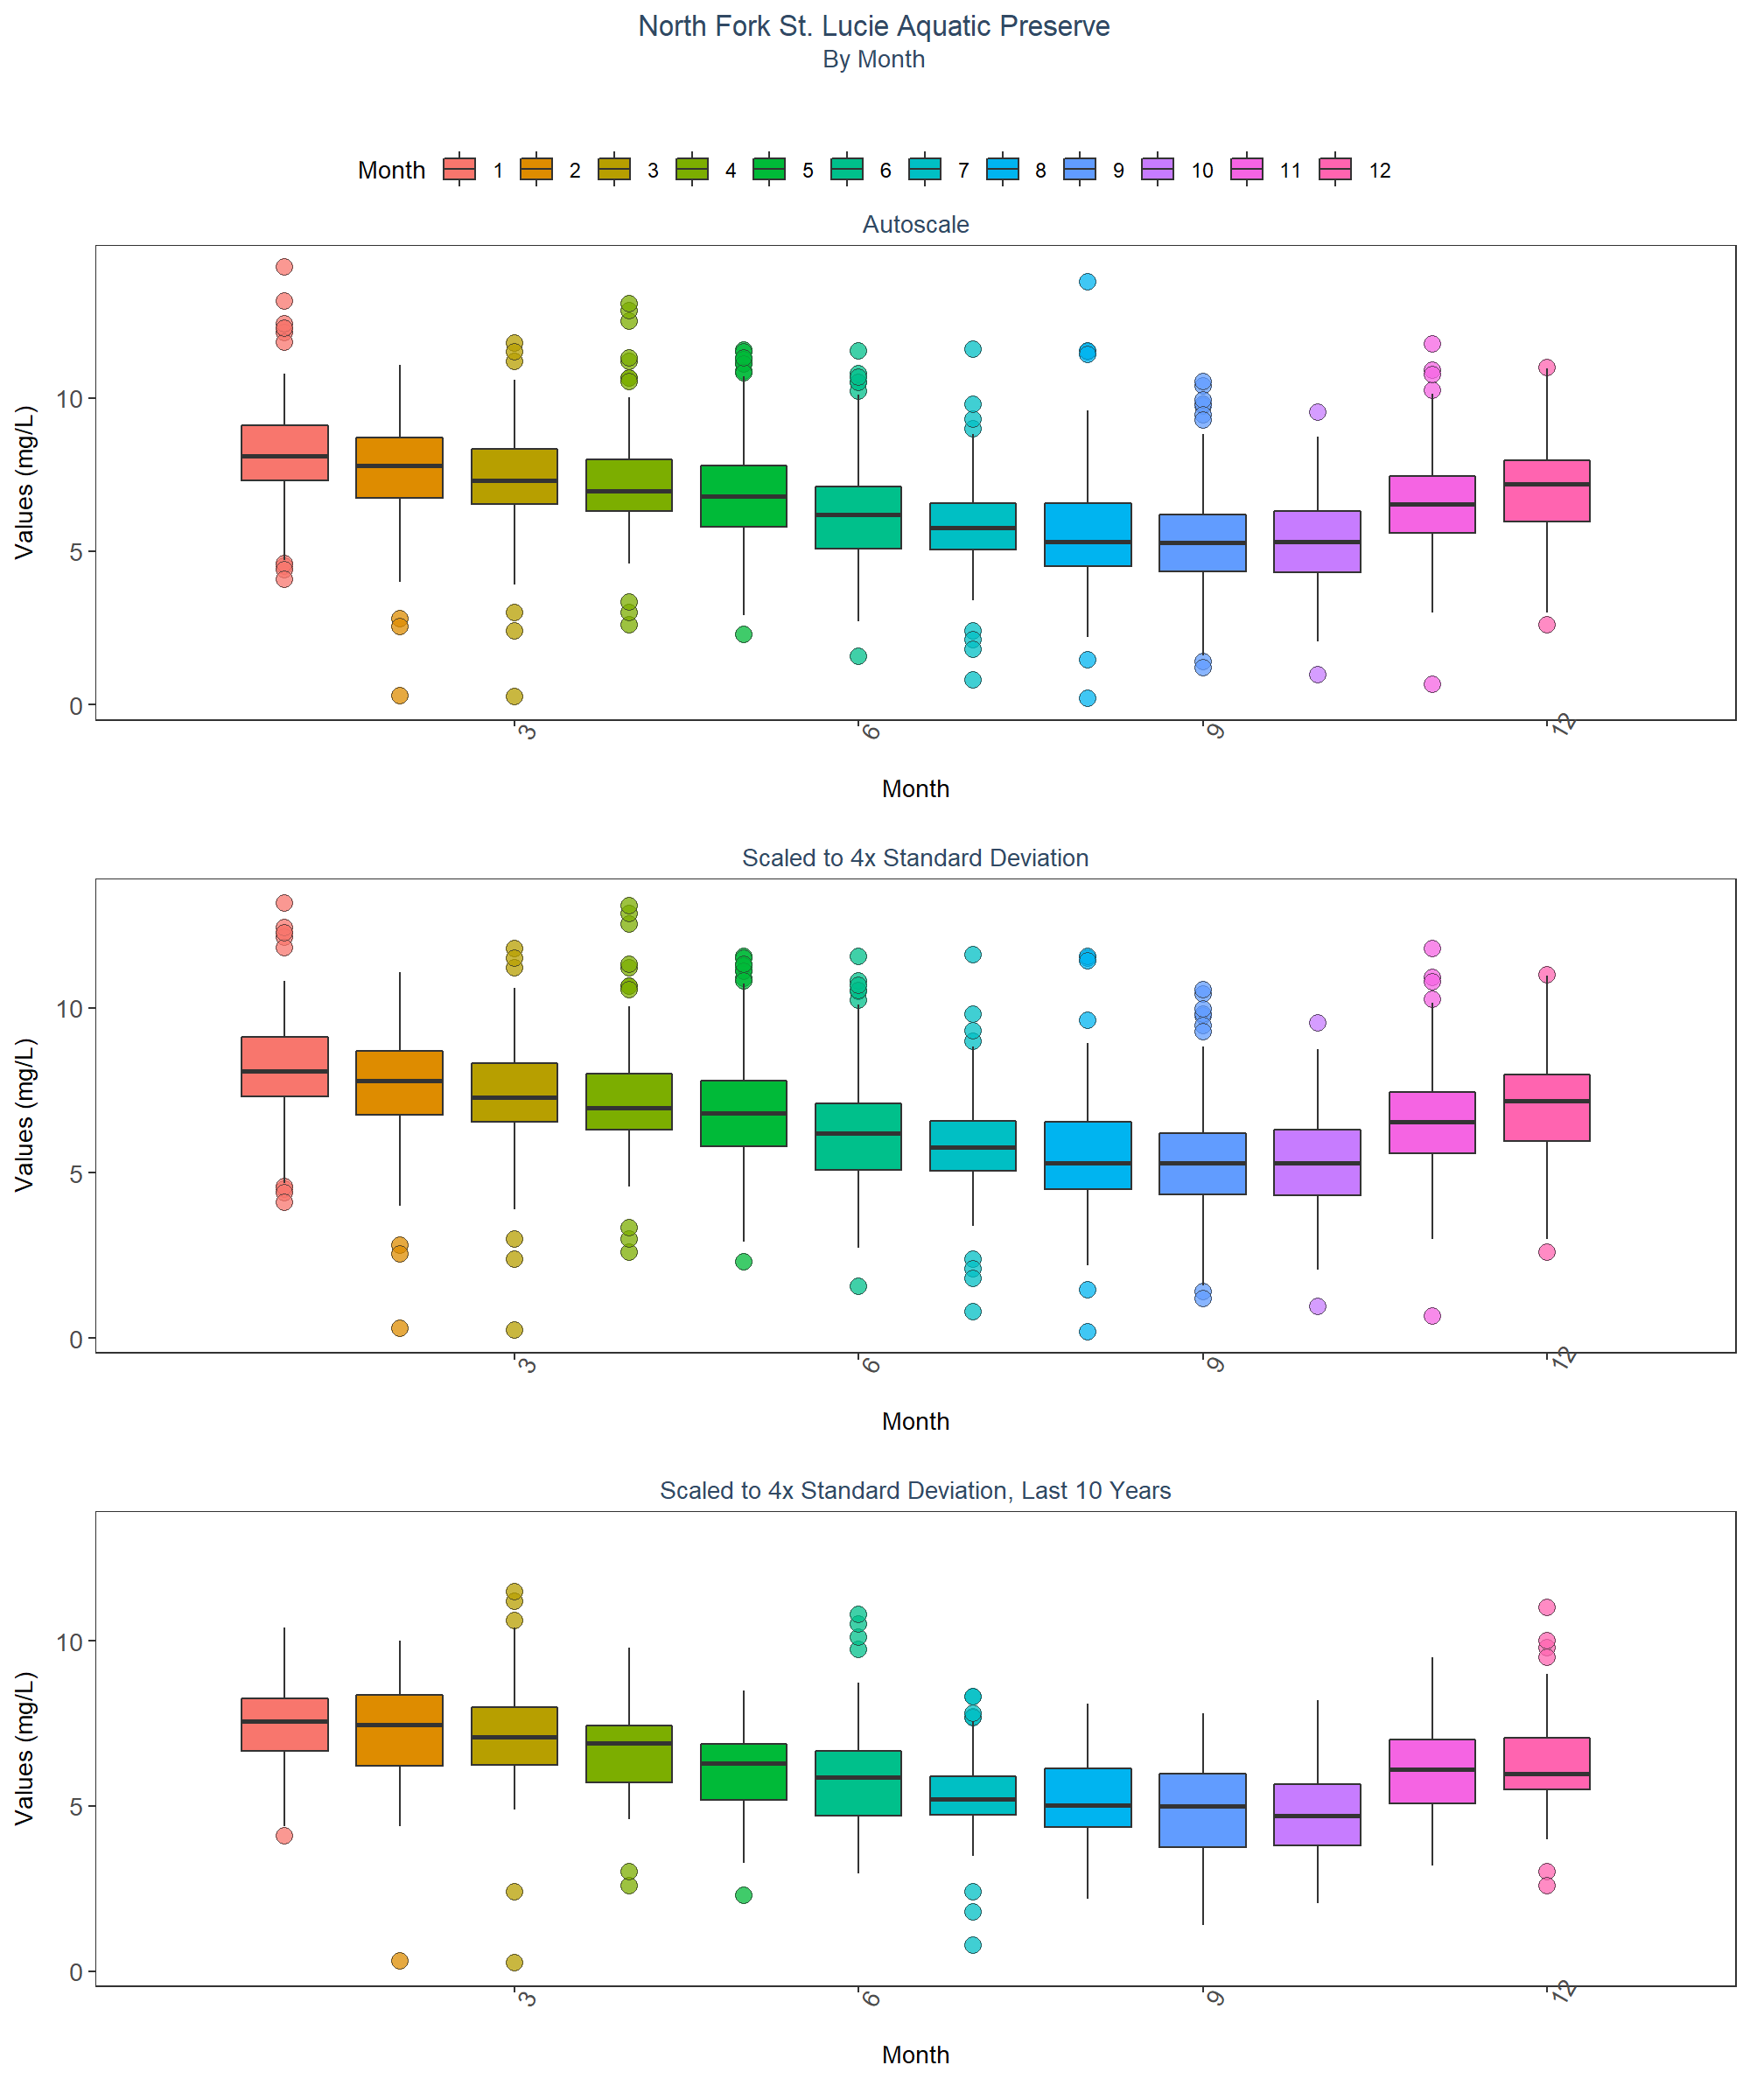 North Fork St. Lucie Aquatic Preserve
By Month
Month 1 2 3 4 5 6 7 8 9 10 11 12
Autoscale
Values (mg/L)
10
5
0
3 6 9 12
Month
Scaled to 4x Standard Deviation
Values (mg/L)
10
5
0
3 6 9 12
Month
Scaled to 4x Standard Deviation, Last 10 Years
Values (mg/L)
10
5
0
3 6 9 12
Month